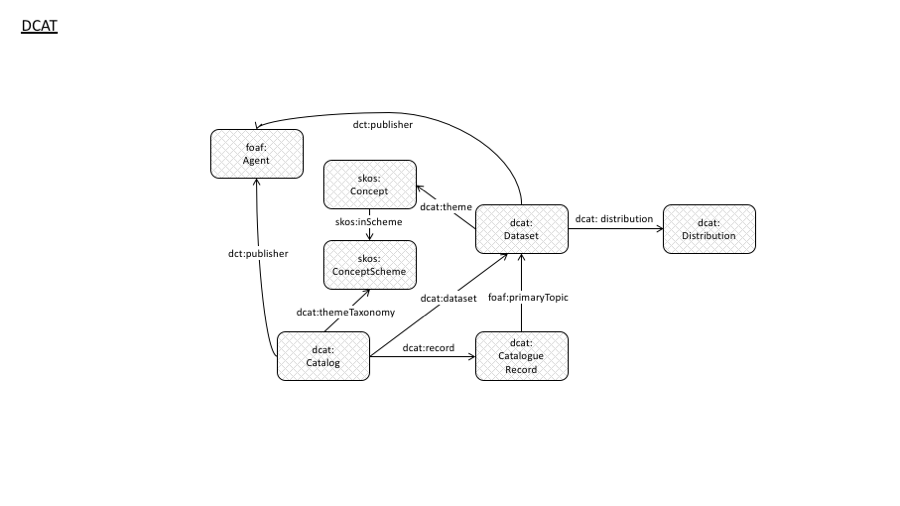 DCAT
dct:publisher
foaf:
Agent
skos:
Concept
dcat:theme
skos:inScheme
dcat:
Dataset
dcat: distribution
dcat:
Distribution
dct:publisher
skos:
ConceptScheme
dcat:themeTaxonomy
dcat:dataset
foaf:primaryTopic
dcat:
Catalog
dcat:record
dcat:
Catalogue
Record